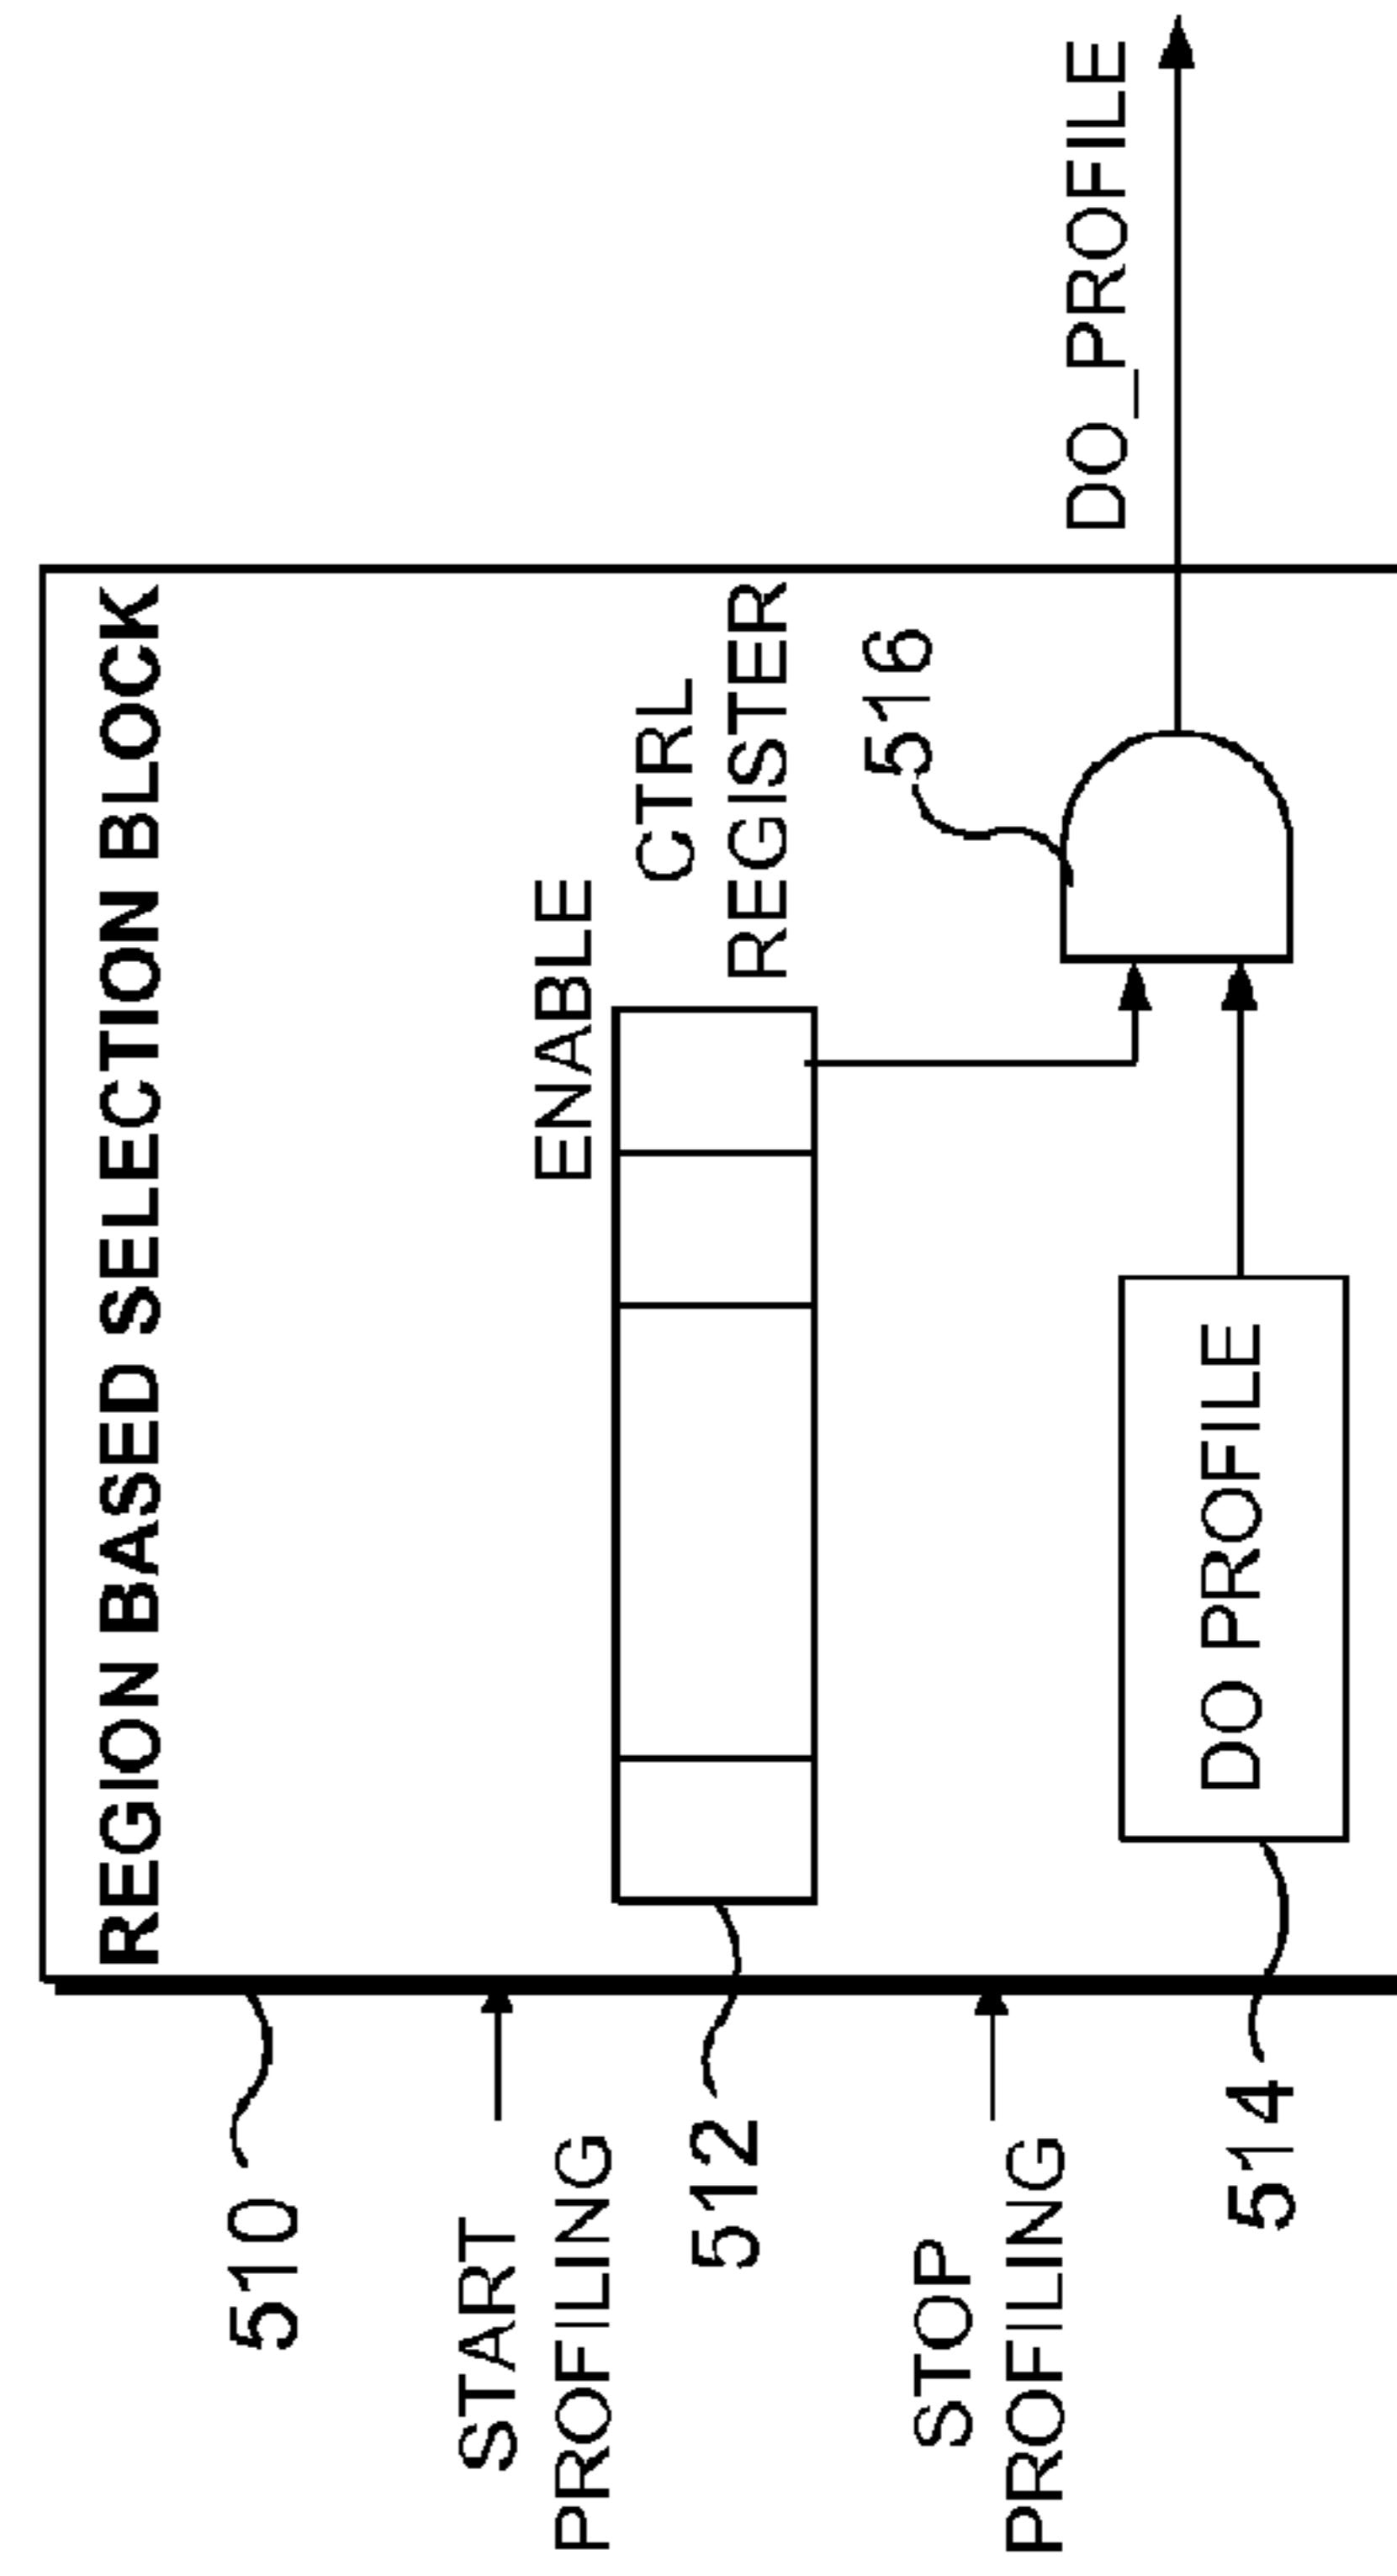 REGION BASED SELECTION BLOCK
510
START
PROFILING
ENABLE
CTRL
REGISTER
512
516
STOP
PROFILING
DO_PROFILE
DO PROFILE
514